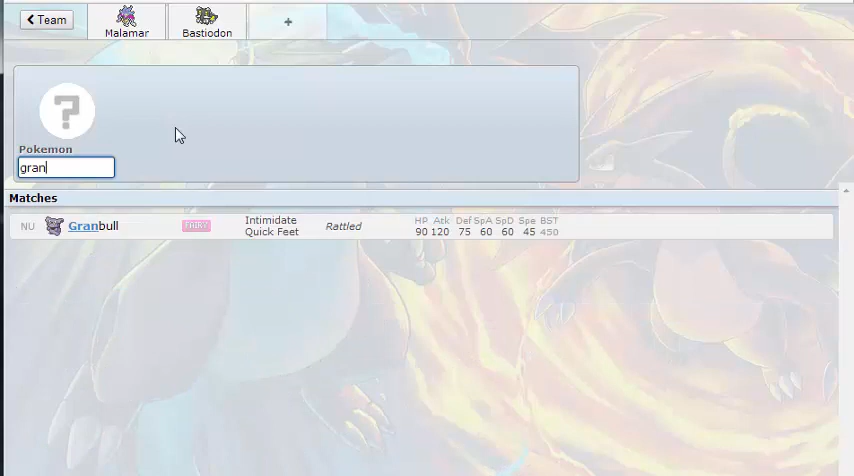 Team
Malamar
Bastiodon
+
?
Pokemon
gran
Matches
NU Granbull FAIRY Intimidate Quick Feet Rattled HP 90 Atk 120 Def 75 SpA 60 SpD 60 Spe 45 BST 450